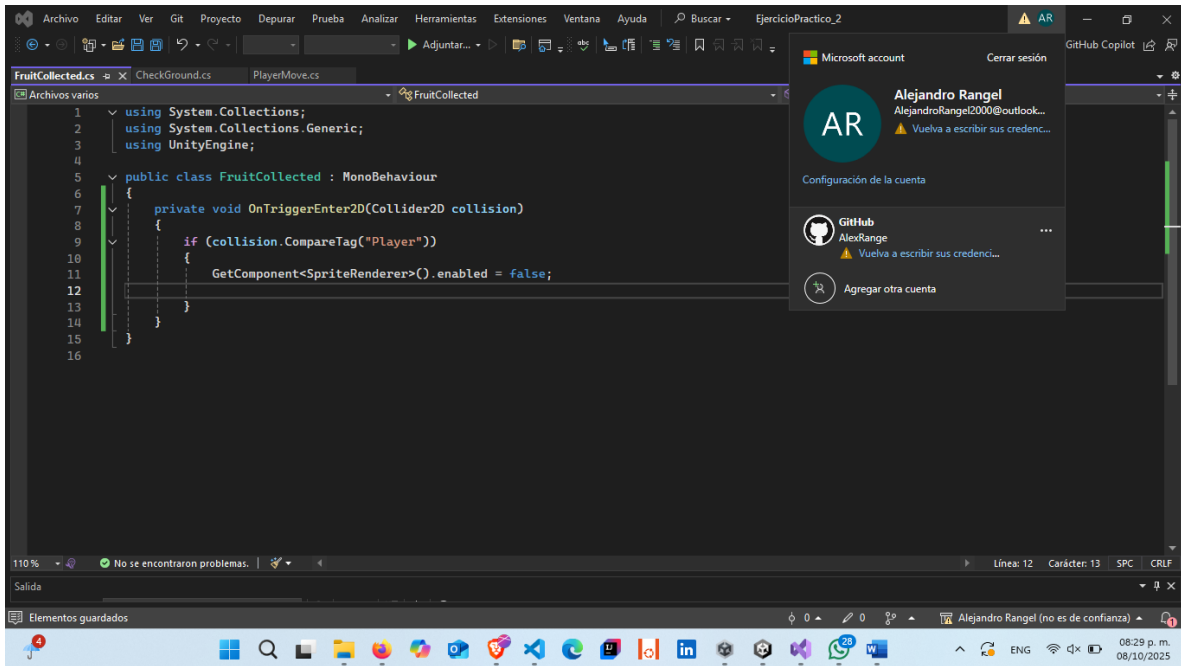 Archivo Editar Ver Git Proyecto Depurar Prueba Analizar Herramientas Extensiones Ventana Ayuda Buscar EjercicioPractico_2 AR
Adjuntar... GitHub Copilot
FruitCollected.cs CheckGround.cs PlayerMove.cs
Archivos varios FruitCollected
1 using System.Collections;
2 using System.Collections.Generic;
3 using UnityEngine;
4
5 public class FruitCollected : MonoBehaviour
6 {
7 private void OnTriggerEnter2D(Collider2D collision)
8 {
9 if (collision.CompareTag("Player"))
10 {
11 GetComponent<SpriteRenderer>().enabled = false;
12
13 }
14 }
15 }
16
Microsoft account Cerrar sesión
AR
Alejandro Rangel
AlejandroRangel2000@outlook...
Vuelva a escribir sus credenc...
Configuración de la cuenta
GitHub
AlexRange
Vuelva a escribir sus credenci...
Agregar otra cuenta
110 % No se encontraron problemas. Línea: 12 Carácter: 13 SPC CRLF
Salida
Elementos guardados 0 0 Alejandro Rangel (no es de confianza) 1
4 28 ENG 08:29 p. m.
08/10/2025